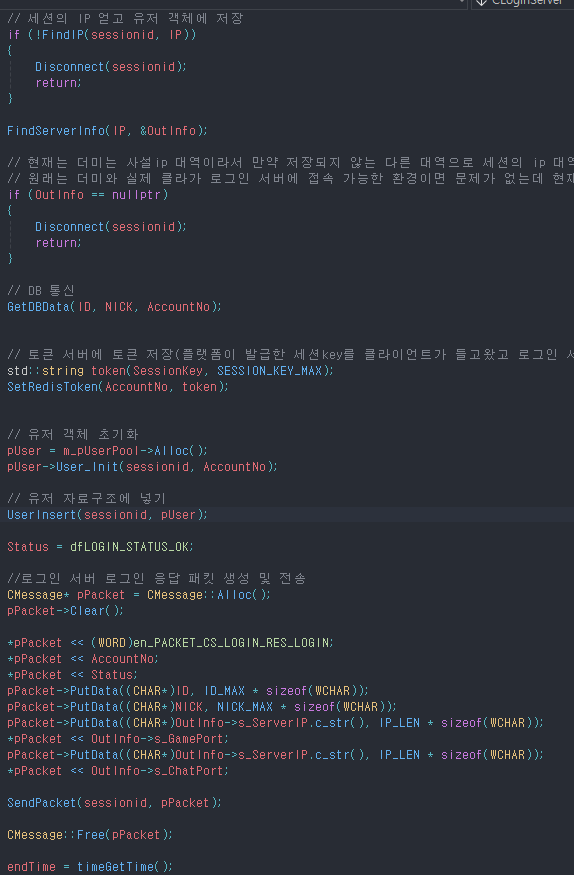 CLoginServer
// 세션의 IP 얻고 유저 객체에 저장
if (!FindIP(sessionid, IP))
{
    Disconnect(sessionid);
    return;
}
FindServerInfo(IP, &OutInfo);
// 현재는 더미는 사설ip 대역이라서 만약 저장되지 않는 다른 대역으로 세션의 ip 대역
// 원래는 더미와 실제 클라가 로그인 서버에 접속 가능한 환경이면 문제가 없는데 현재
if (OutInfo == nullptr)
{
    Disconnect(sessionid);
    return;
}
// DB 통신
GetDBData(ID, NICK, AccountNo);
// 토큰 서버에 토큰 저장(플랫폼이 발급한 세션key를 클라이언트가 들고왔고 로그인 서
std::string token(SessionKey, SESSION_KEY_MAX);
SetRedisToken(AccountNo, token);
// 유저 객체 초기화
pUser = m_pUserPool->Alloc();
pUser->User_Init(sessionid, AccountNo);
// 유저 자료구조에 넣기
UserInsert(sessionid, pUser);
Status = dfLOGIN_STATUS_OK;
//로그인 서버 로그인 응답 패킷 생성 및 전송
CMessage* pPacket = CMessage::Alloc();
pPacket->Clear();
*pPacket << (WORD)en_PACKET_CS_LOGIN_RES_LOGIN;
*pPacket << AccountNo;
*pPacket << Status;
pPacket->PutData((CHAR*)ID, ID_MAX * sizeof(WCHAR));
pPacket->PutData((CHAR*)NICK, NICK_MAX * sizeof(WCHAR));
pPacket->PutData((CHAR*)OutInfo->s_ServerIP.c_str(), IP_LEN * sizeof(WCHAR));
*pPacket << OutInfo->s_GamePort;
pPacket->PutData((CHAR*)OutInfo->s_ServerIP.c_str(), IP_LEN * sizeof(WCHAR));
*pPacket << OutInfo->s_ChatPort;
SendPacket(sessionid, pPacket);
CMessage::Free(pPacket);
endTime = timeGetTime();